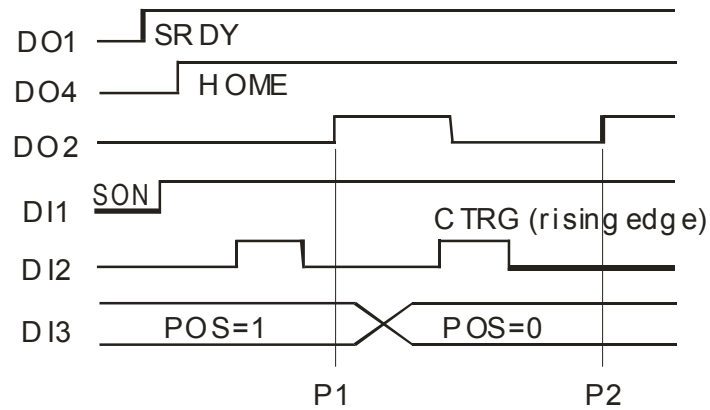 DO1 SRDY
DO4 HOME
DO2
DI1 SON
CTRG (rising edge)
DI2
DI3 POS=1 POS=0
P1 P2